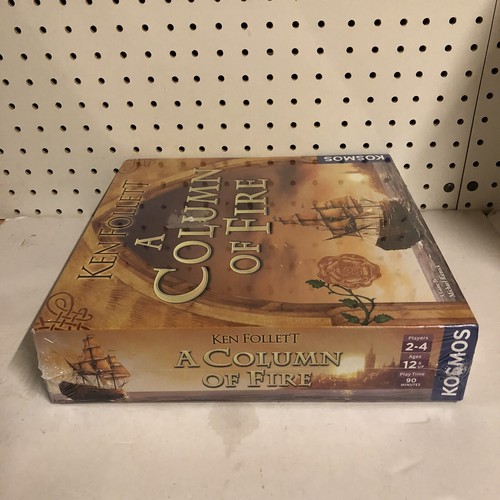 KEN FOLLETT
A
COLUMN
OF FIRE
KOSMOS
KEN FOLLETT
A COLUMN
OF FIRE
Players
2-4
Ages
12 & UP
Play Time
90
MINUTES
KOSMOS